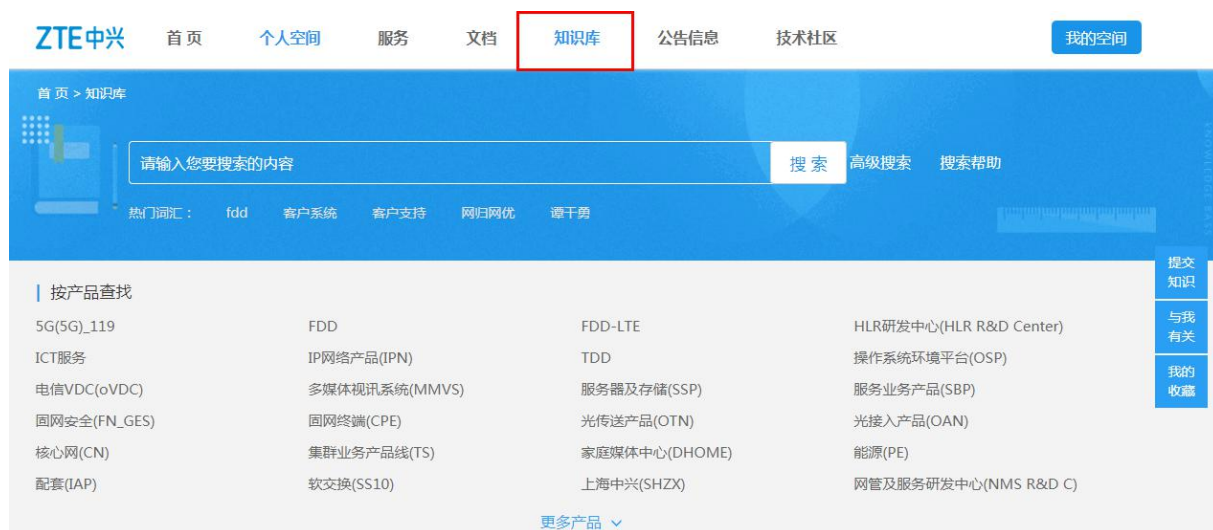 ZTE中兴 首页 个人空间 服务 文档 知识库 公告信息 技术社区 我的空间
首页 > 知识库
请输入您要搜索的内容 搜索 高级搜索 搜索帮助
热门词汇： fdd 客户系统 客户支持 网归网优 谭干勇
提交
知识
与我
有关
我的
收藏
按产品查找
5G(5G)_119 FDD FDD-LTE HLR研发中心(HLR R&D Center)
ICT服务 IP网络产品(IPN) TDD 操作系统环境平台(OSP)
电信VDC(oVDC) 多媒体视讯系统(MMVS) 服务器及存储(SSP) 服务业务产品(SBP)
固网安全(FN_GES) 固网终端(CPE) 光传送产品(OTN) 光接入产品(OAN)
核心网(CN) 集群业务产品线(TS) 家庭媒体中心(DHOME) 能源(PE)
配套(IAP) 软交换(SS10) 上海中兴(SHZX) 网管及服务研发中心(NMS R&D C)
更多产品